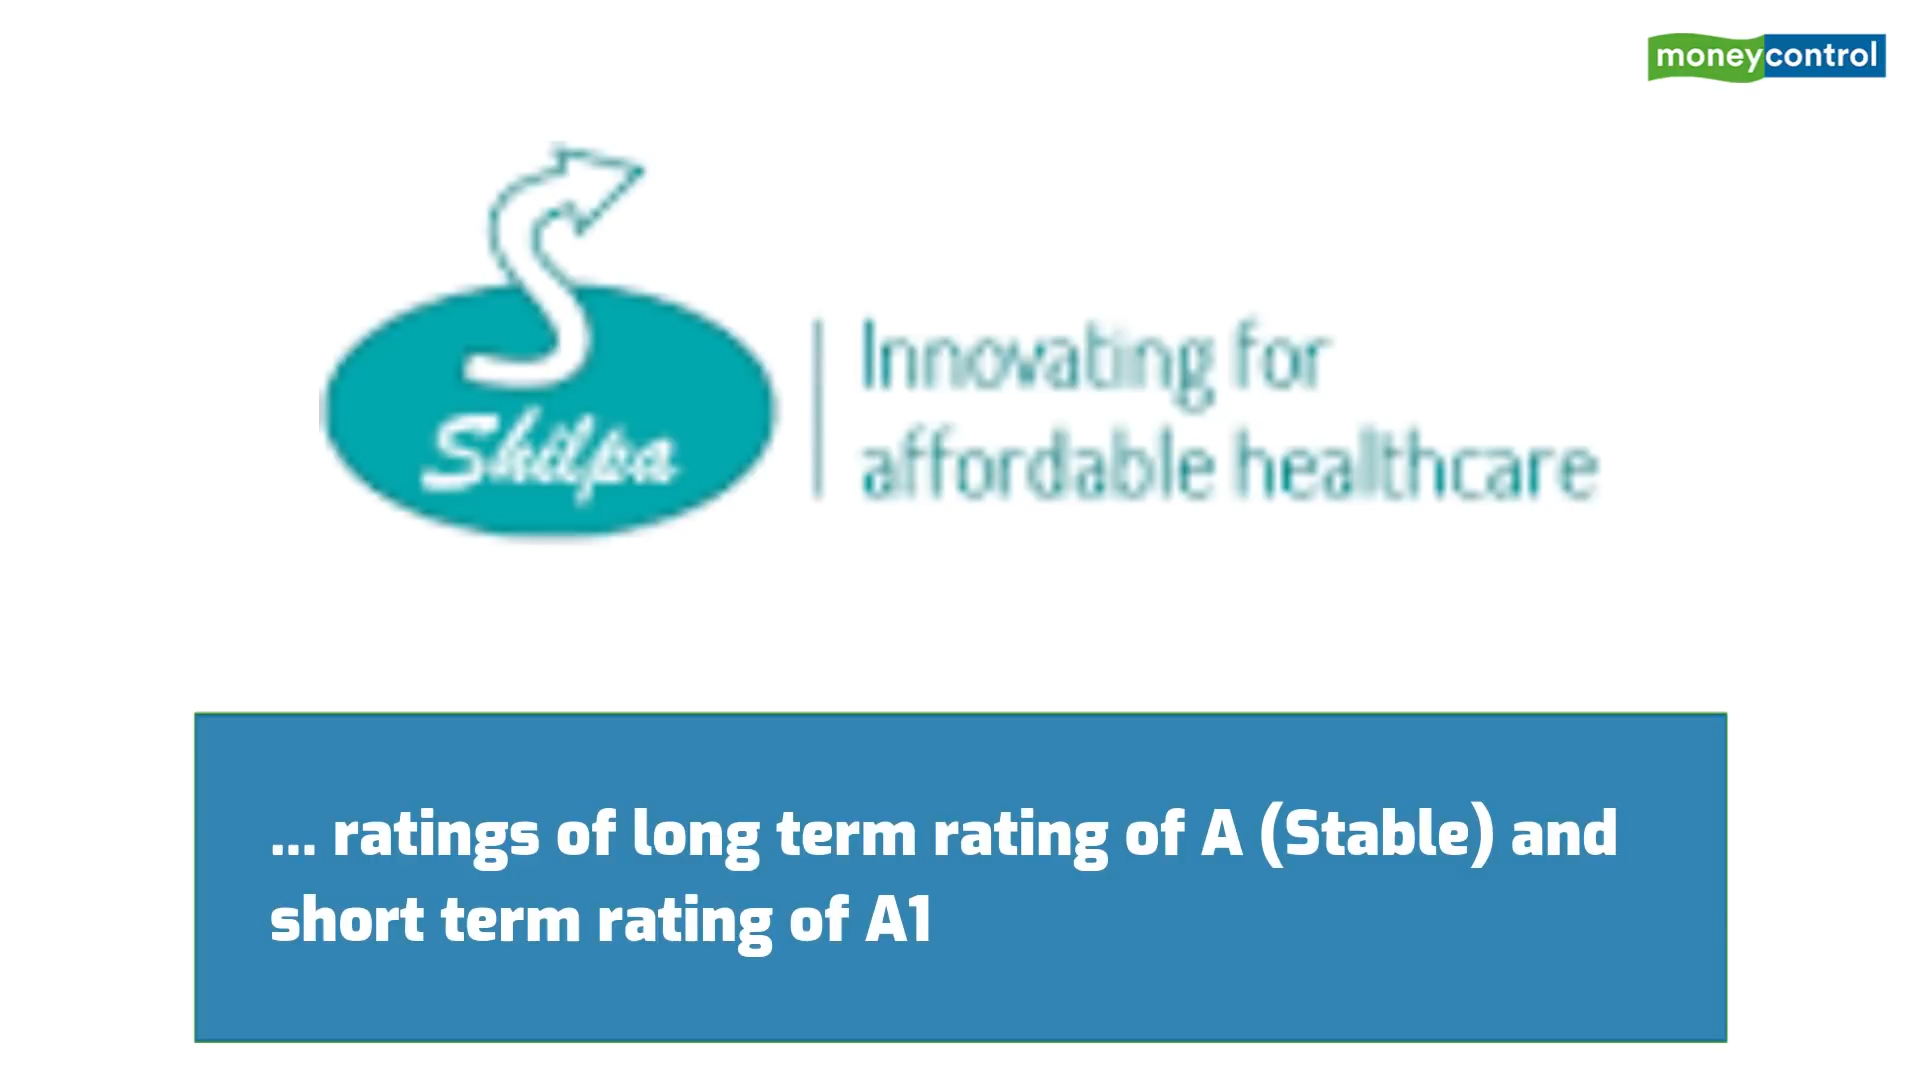 moneycontrol
Shilpa
Innovating for
affordable healthcare
... ratings of long term rating of A (Stable) and
short term rating of A1